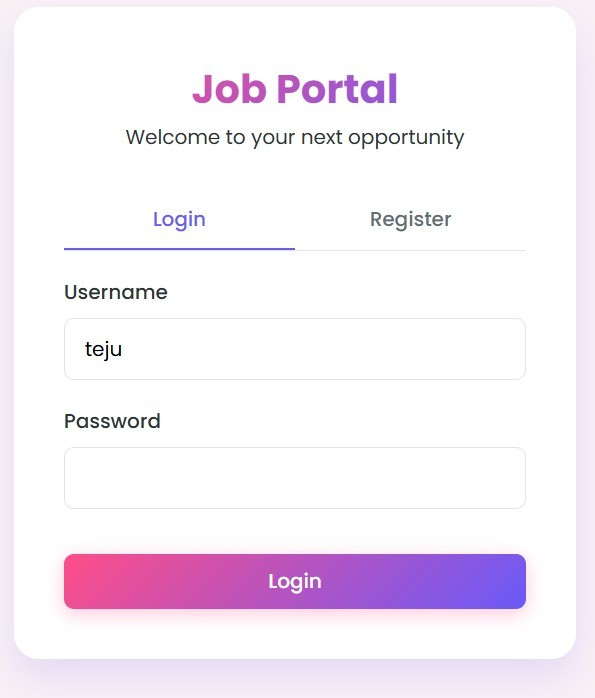 Job Portal
Welcome to your next opportunity
Login Register
Username
teju
Password
Login